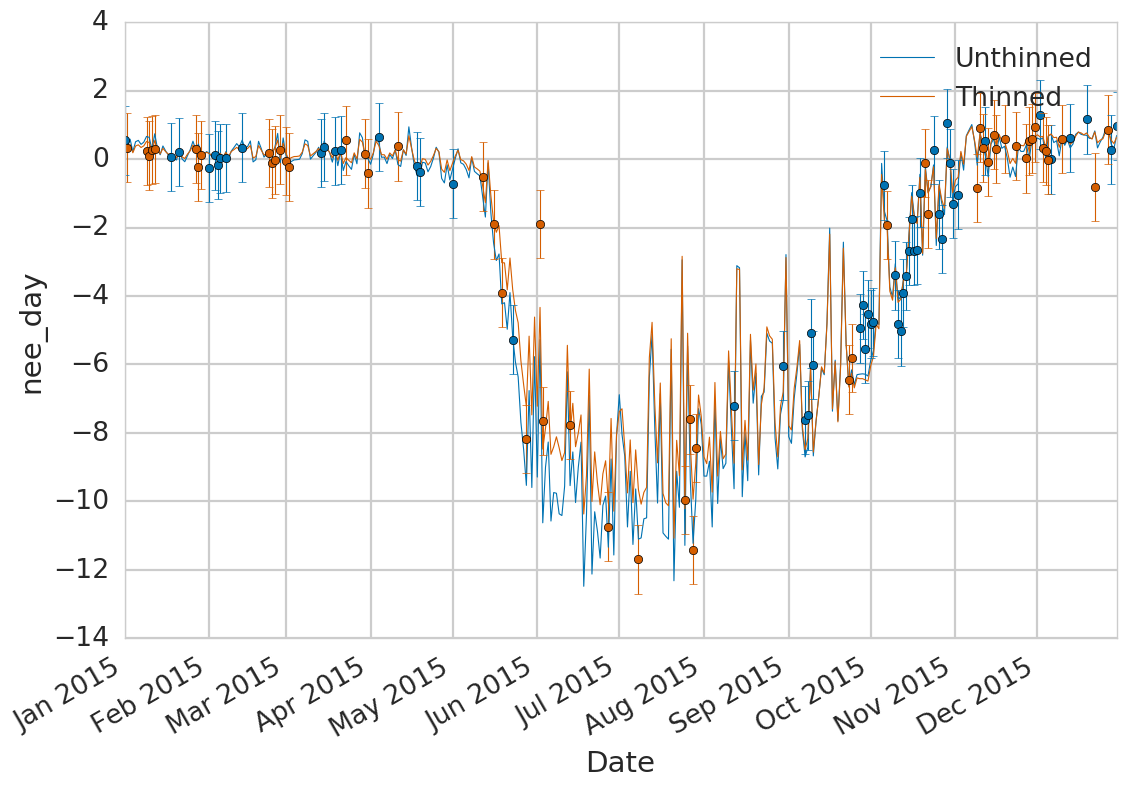 4
2
0
−2
−4
−6
−8
−10
−12
−14
nee_day
Unthinned
Thinned
Jan 2015
Feb 2015
Mar 2015
Apr 2015
May 2015
Jun 2015
Jul 2015
Aug 2015
Sep 2015
Oct 2015
Nov 2015
Dec 2015
Date